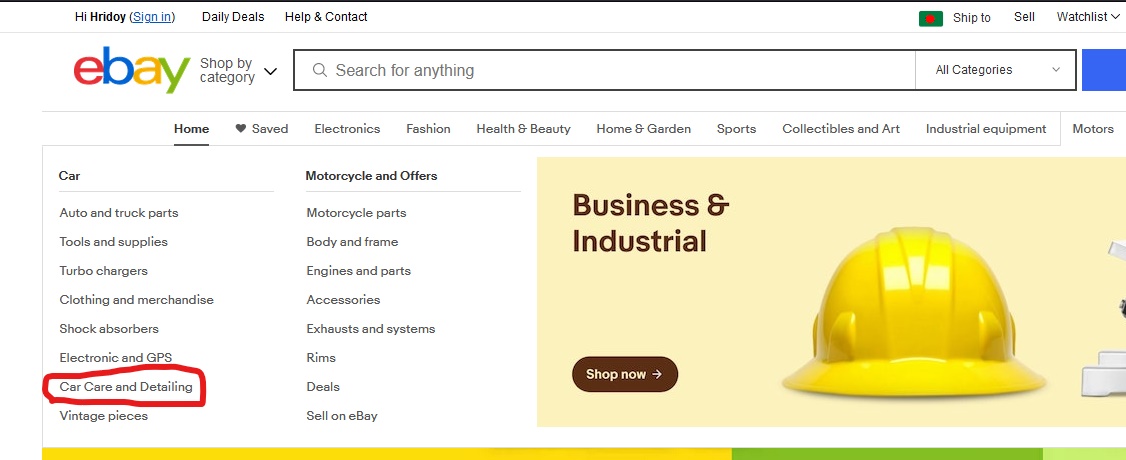 Hi Hridoy (Sign in) Daily Deals Help & Contact Ship to Sell Watchlist
ebay
Shop by
category
Search for anything
All Categories
Home Saved Electronics Fashion Health & Beauty Home & Garden Sports Collectibles and Art Industrial equipment Motors
Car
Auto and truck parts
Tools and supplies
Turbo chargers
Clothing and merchandise
Shock absorbers
Electronic and GPS
Car Care and Detailing
Vintage pieces
Motorcycle and Offers
Motorcycle parts
Body and frame
Engines and parts
Accessories
Exhausts and systems
Rims
Deals
Sell on eBay
Business &
Industrial
Shop now →